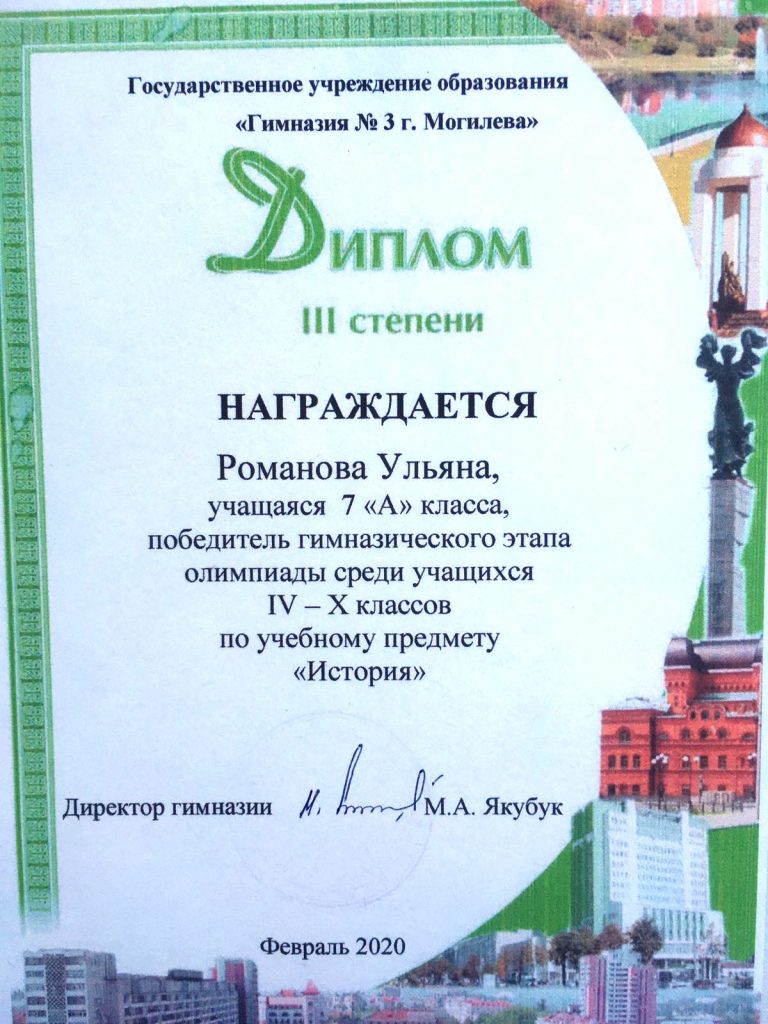 Государственное учреждение образования
«Гимназия № 3 г. Могилева»
Диплом
III степени
НАГРАЖДАЕТСЯ
Романова Ульяна,
учащаяся 7 «А» класса,
победитель гимназического этапа
олимпиады среди учащихся
IV – X классов
по учебному предмету
«История»
Директор гимназии М.А. Якубук
Февраль 2020